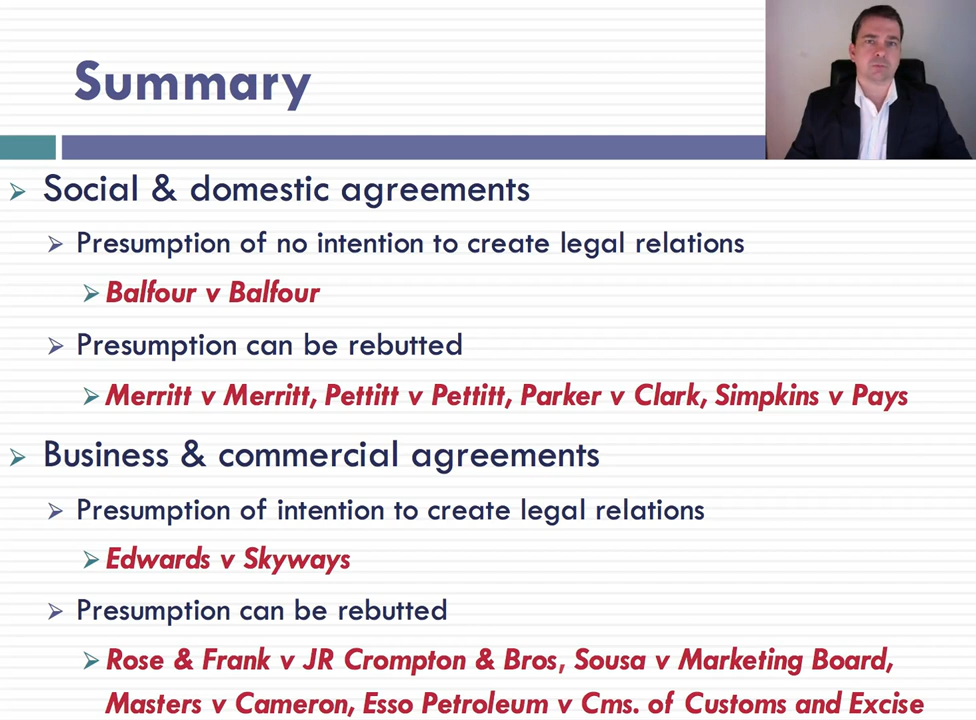 Summary
Social & domestic agreements
Presumption of no intention to create legal relations
Balfour v Balfour
Presumption can be rebutted
Merritt v Merritt, Pettitt v Pettitt, Parker v Clark, Simpkins v Pays
Business & commercial agreements
Presumption of intention to create legal relations
Edwards v Skyways
Presumption can be rebutted
Rose & Frank v JR Crompton & Bros, Sousa v Marketing Board,
Masters v Cameron, Esso Petroleum v Cms. of Customs and Excise